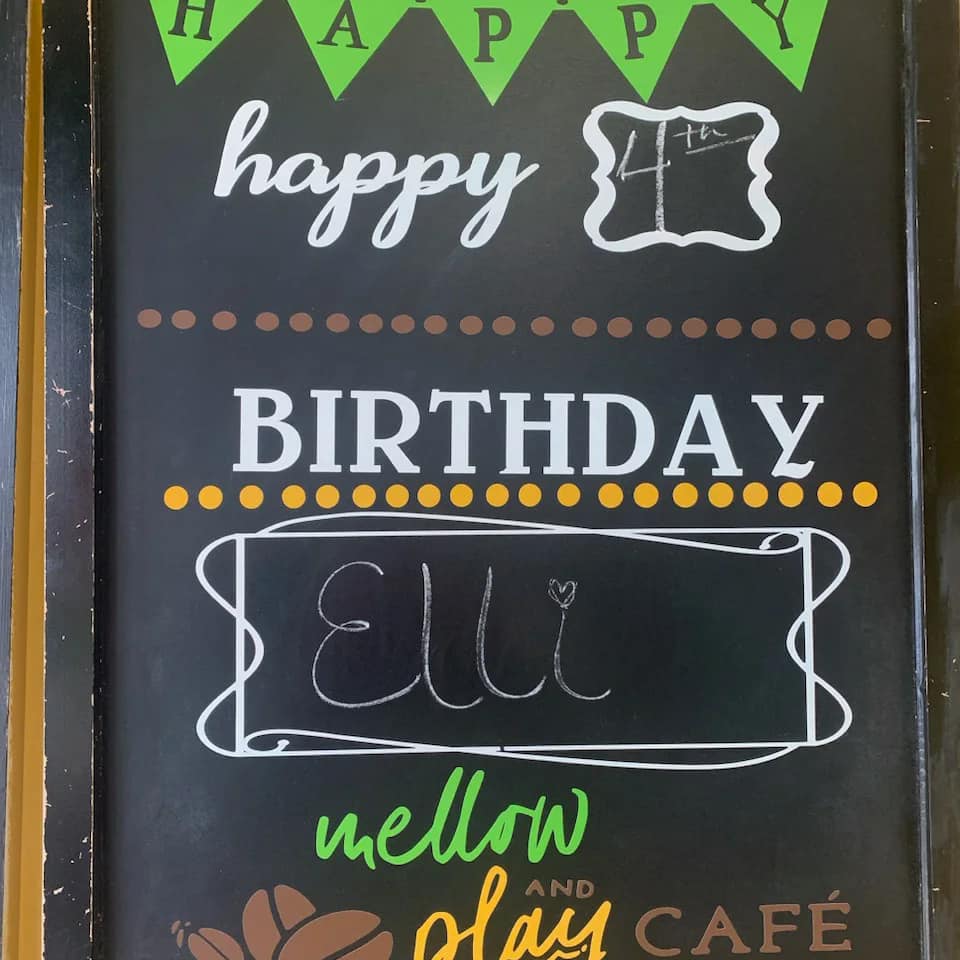 HAPPY
happy 4th
BIRTHDAY
Elli
mellow
AND
play CAFÉ